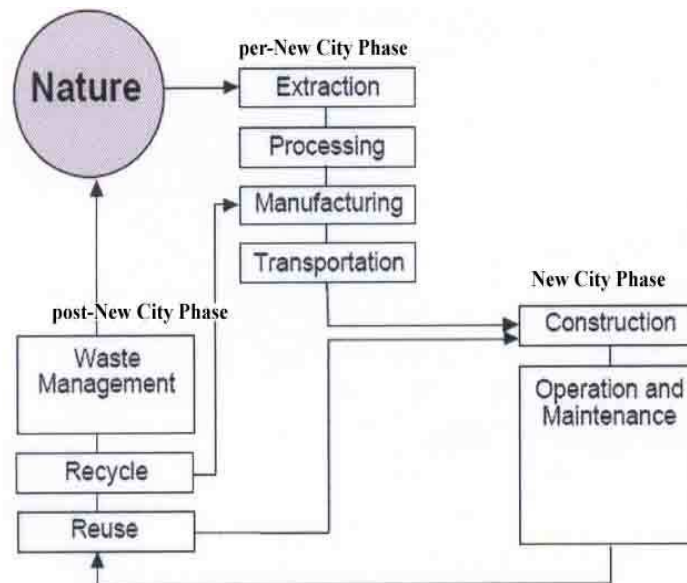 Nature
per-New City Phase
Extraction
Processing
Manufacturing
Transportation
New City Phase
Construction
Operation and
Maintenance
post-New City Phase
Waste
Management
Recycle
Reuse